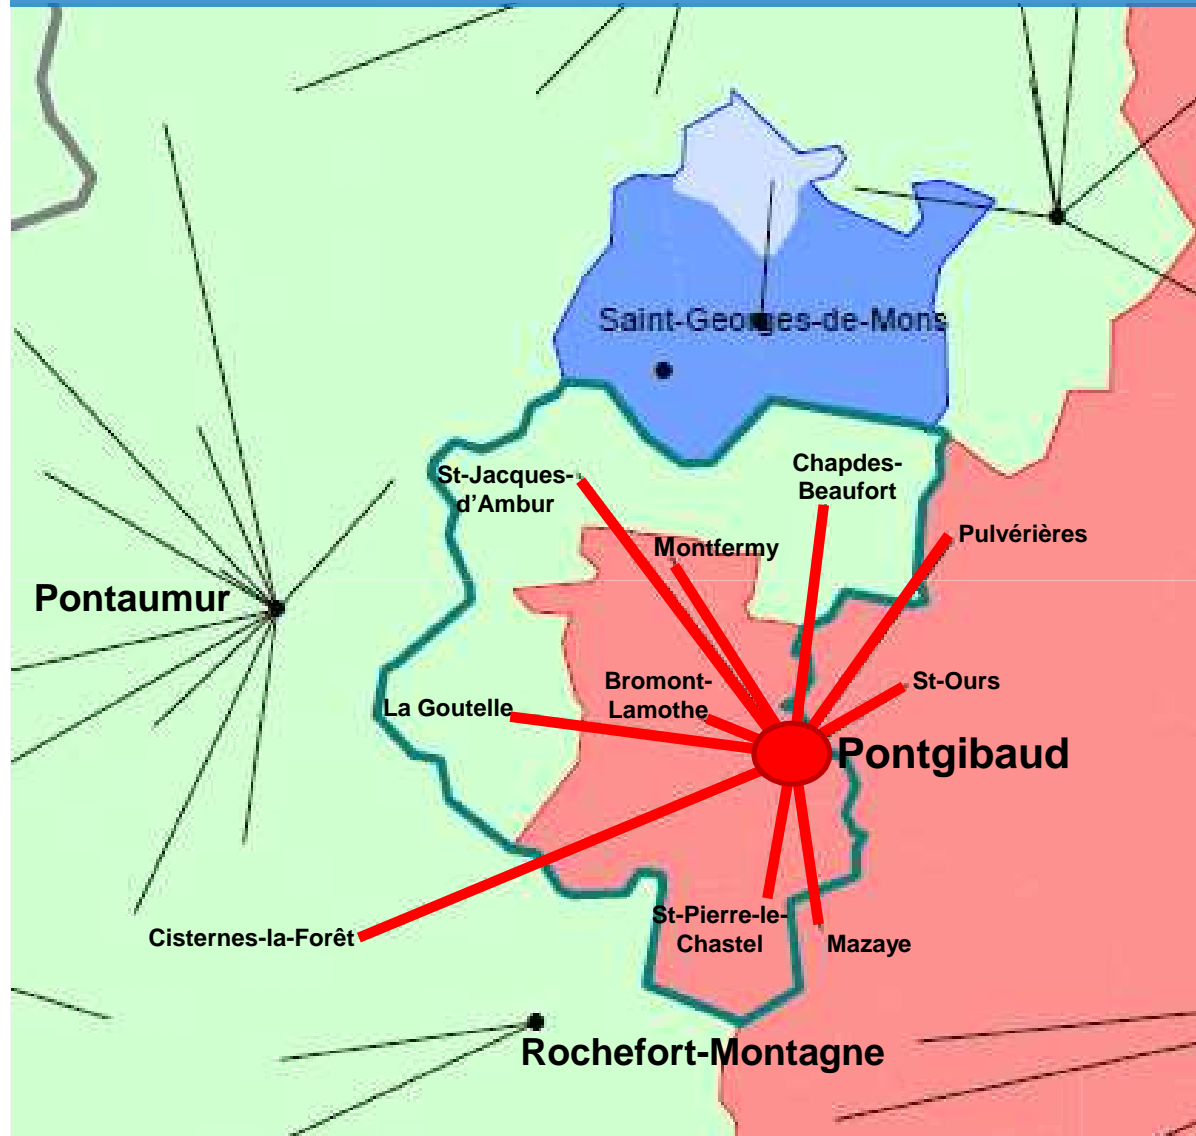 Saint-Georges-de-Mons
St-Jacques-
d’Ambur
Chapdes-
Beaufort
Montfermy
Pulvérières
Pontaumur
Bromont-
Lamothe
St-Ours
La Goutelle
Pontgibaud
St-Pierre-le-
Chastel
Cisternes-la-Forêt
Mazaye
Rochefort-Montagne